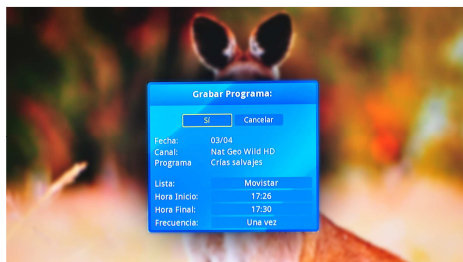 Grabar Programa:
Sí Cancelar
Fecha: 03/04
Canal: Nat Geo Wild HD
Programa Crías salvajes
Lista: Movistar
Hora Inicio: 17:26
Hora Final: 17:30
Frecuencia: Una vez